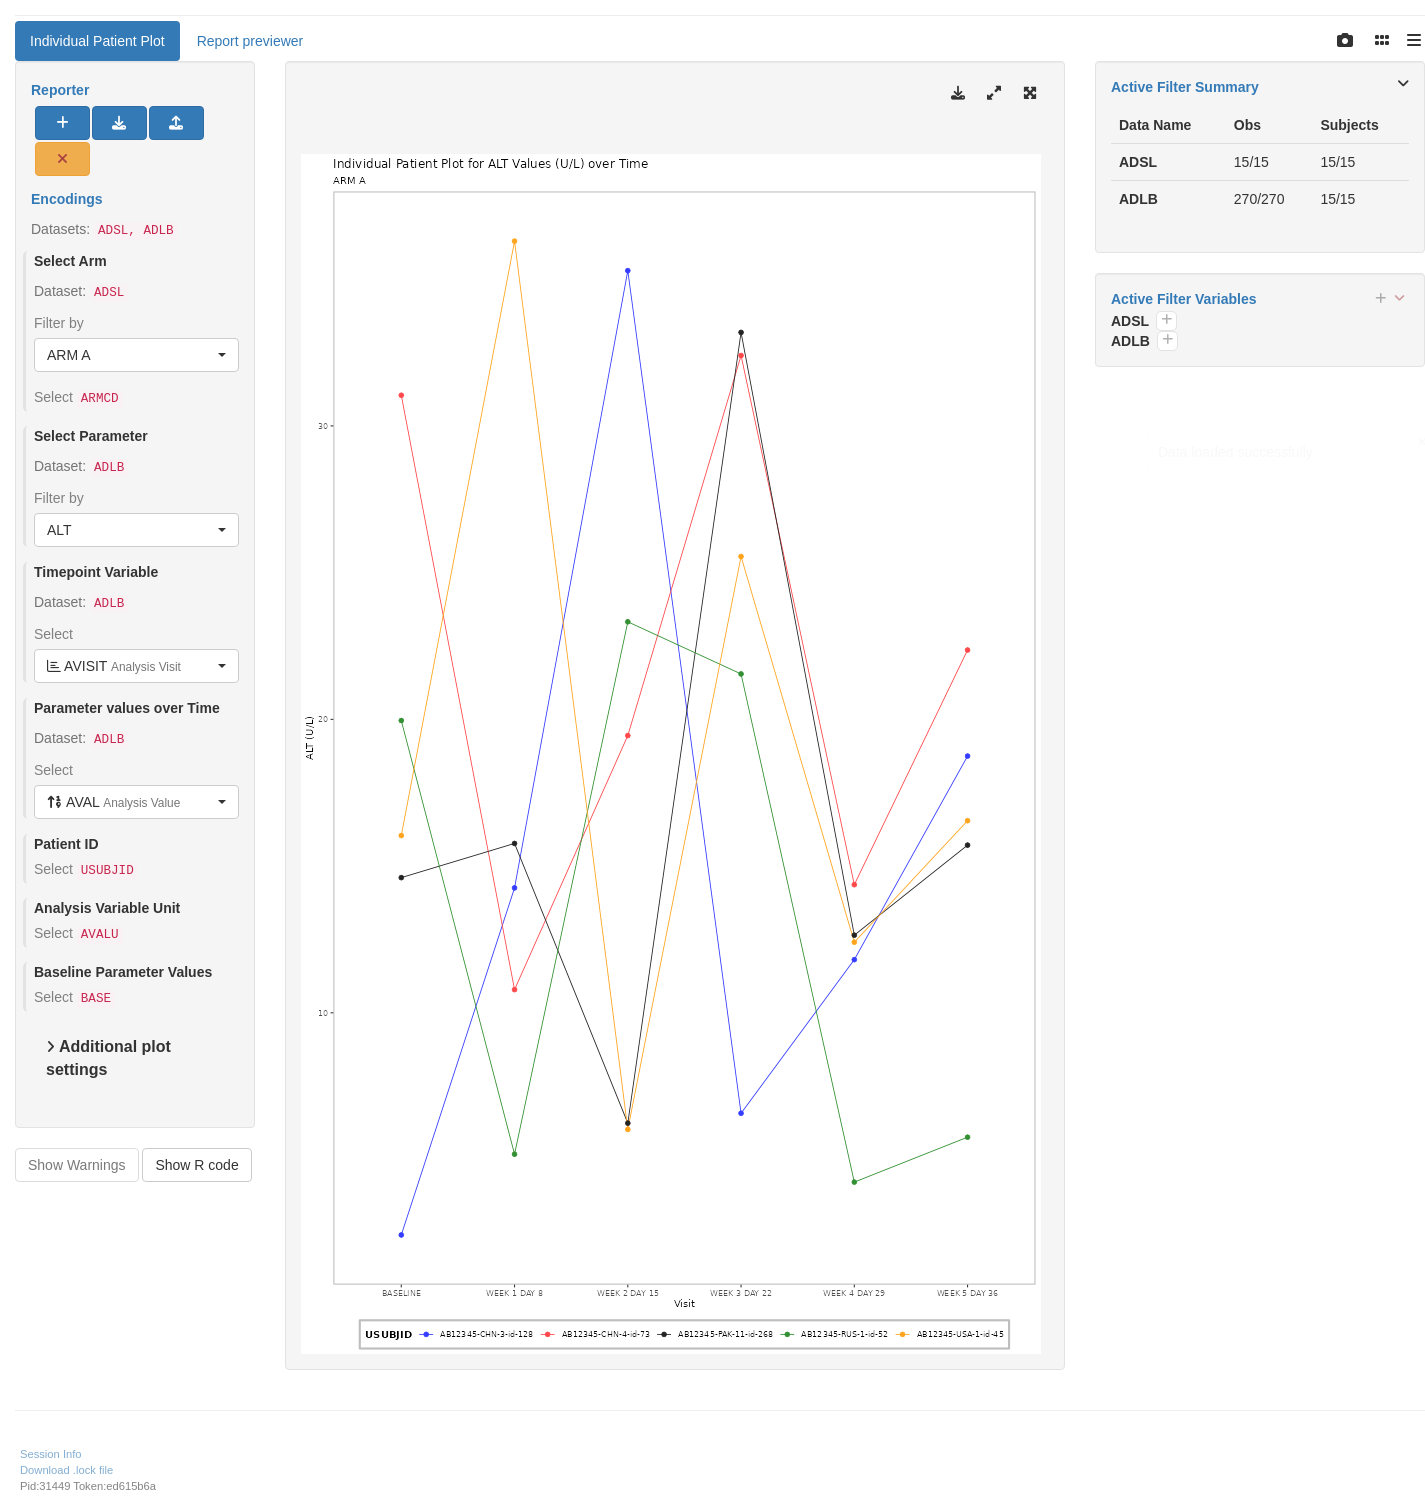 Individual Patient Plot
Report previewer
Reporter
Encodings
Datasets: ADSL, ADLB
Select Arm
Dataset: ADSL
Filter by
ARM A
Select ARMCD
Select Parameter
Dataset: ADLB
Filter by
ALT
Timepoint Variable
Dataset: ADLB
Select
AVISIT Analysis Visit
Parameter values over Time
Dataset: ADLB
Select
AVAL Analysis Value
Patient ID
Select USUBJID
Analysis Variable Unit
Select AVALU
Baseline Parameter Values
Select BASE
Additional plot
settings
Show Warnings
Show R code
Individual Patient Plot for ALT Values (U/L) over Time
ARM A
30
20
10
ALT (U/L)
BASELINE WEEK 1 DAY 8 WEEK 2 DAY 15 WEEK 3 DAY 22 WEEK 4 DAY 29 WEEK 5 DAY 36
Visit
USUBJID AB12345-CHN-3-id-128 AB12345-CHN-4-id-73 AB12345-PAK-11-id-268 AB12345-RUS-1-id-52 AB12345-USA-1-id-45
Active Filter Summary
Data Name Obs Subjects
ADSL 15/15 15/15
ADLB 270/270 15/15
Active Filter Variables
ADSL
ADLB
Data loaded successfully
Session Info
Download .lock file
Pid:31449 Token:ed615b6a